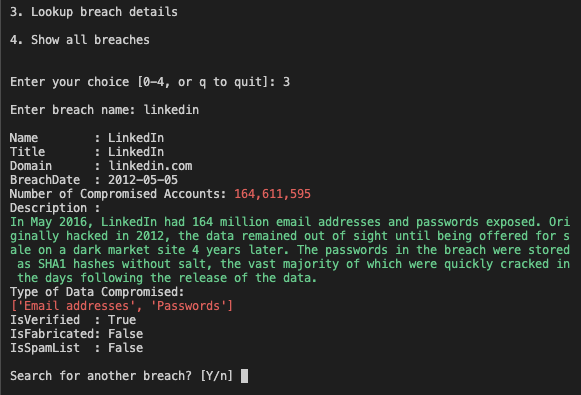 3. Lookup breach details
4. Show all breaches
Enter your choice [0-4, or q to quit]: 3
Enter breach name: linkedin
Name        : LinkedIn
Title       : LinkedIn
Domain      : linkedin.com
BreachDate  : 2012-05-05
Number of Compromised Accounts: 164,611,595
Description :
In May 2016, LinkedIn had 164 million email addresses and passwords exposed. Ori
ginally hacked in 2012, the data remained out of sight until being offered for s
ale on a dark market site 4 years later. The passwords in the breach were stored
 as SHA1 hashes without salt, the vast majority of which were quickly cracked in
 the days following the release of the data.
Type of Data Compromised:
['Email addresses', 'Passwords']
IsVerified  : True
IsFabricated: False
IsSpamList  : False
Search for another breach? [Y/n]